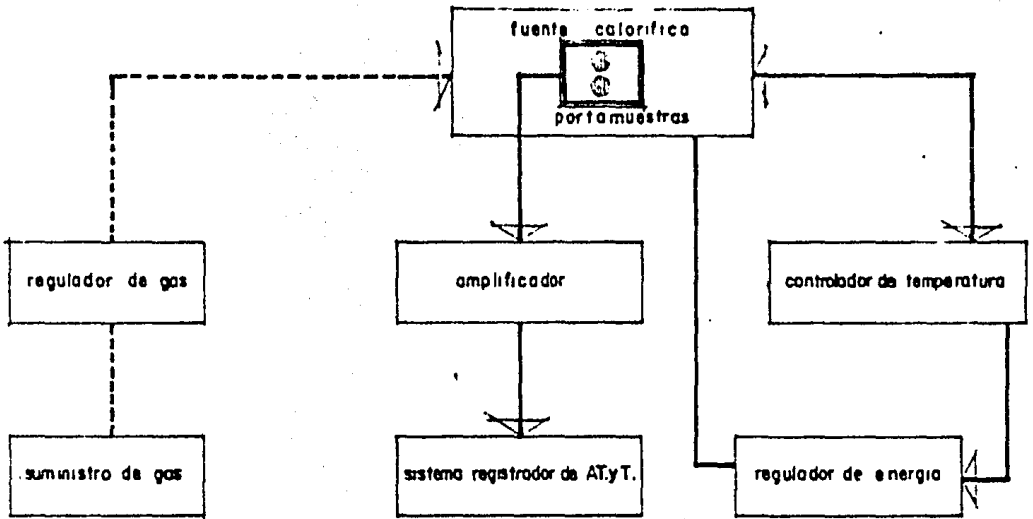 fuente calorifica
portamuestras
regulador de gas
amplificador
controlador de temperatura
suministro de gas
sistema registrador de ΔT.y T.
regulador de energia